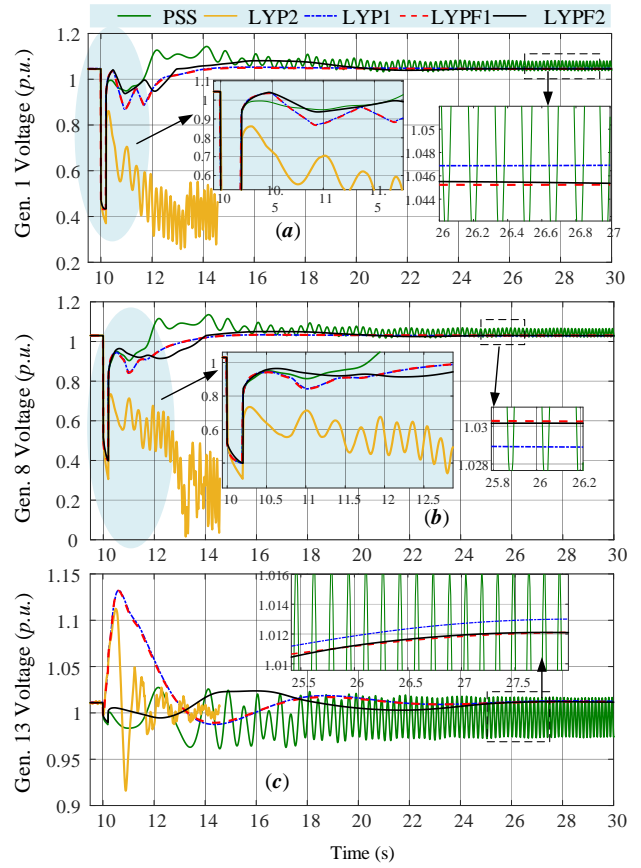 PSS LYP2 LYP1 LYPF1 LYPF2
Gen. 1 Voltage (p.u.)
1.4
1.2
1
0.8
0.6
0.4
0.2
1.1
1
0.9
0.8
0.7
0.6
10 10. 11 11.
5 5
1.052
1.05
1.048
1.046
1.044
26 26.2 26.4 26.6 26.8 27
(a)
10 12 14 16 18 20 22 24 26 28 30
Gen. 8 Voltage (p.u.)
1.2
1
0.8
0.6
0.4
0.2
0
1
0.8
0.6
10 10.5 11 11.5 12 12.5
1.03
1.028
25.8 26 26.2
(b)
10 12 14 16 18 20 22 24 26 28 30
Gen. 13 Voltage (p.u.)
1.15
1.1
1.05
1
0.95
0.9
1.016
1.014
1.012
1.01
25.5 26 26.5 27 27.5
(c)
10 12 14 16 18 20 22 24 26 28 30
Time (s)